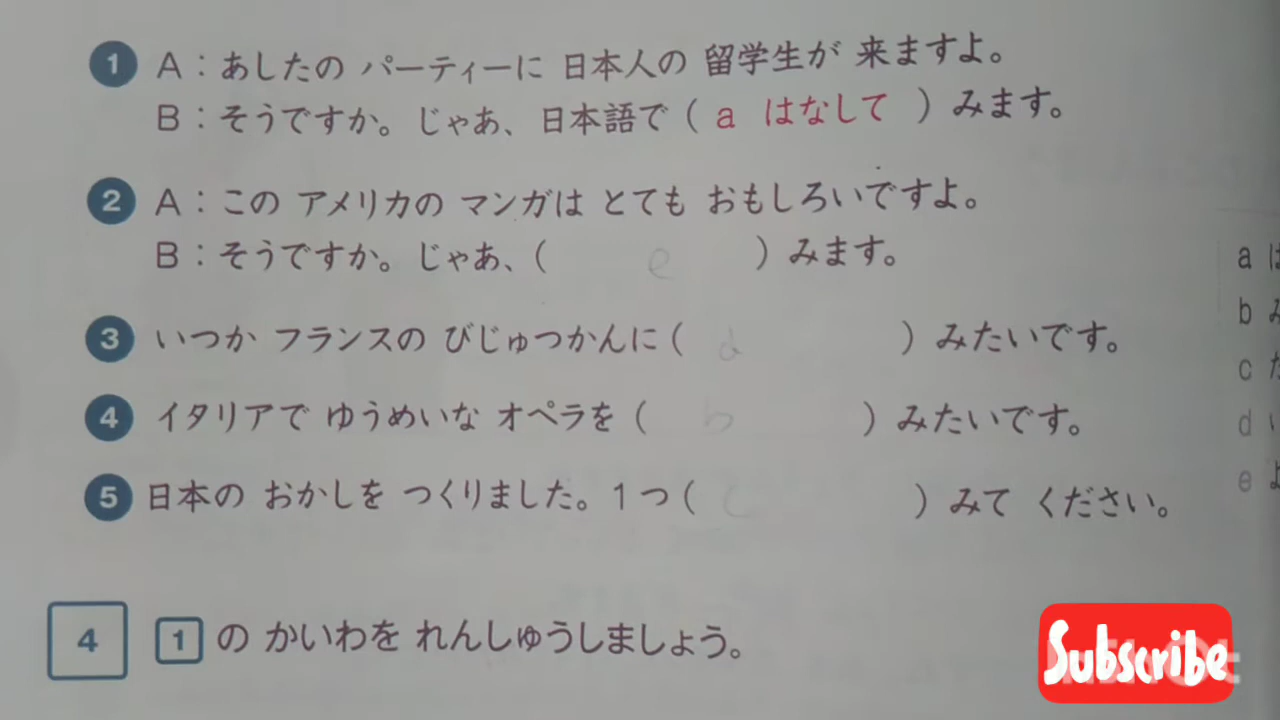 1 A：あしたの パーティーに 日本人の 留学生が 来ますよ。
B：そうですか。じゃあ、日本語で（ a はなして ）みます。
2 A：この アメリカの マンガは とても おもしろいですよ。
B：そうですか。じゃあ、（ e ）みます。
3 いつか フランスの びじゅつかんに（ d ）みたいです。
4 イタリアで ゆうめいな オペラを（ b ）みたいです。
5 日本の おかしを つくりました。1つ（ c ）みて ください。
a は
b み
c た
d い
e よ
4 1 の かいわを れんしゅうしましょう。
Subscribe